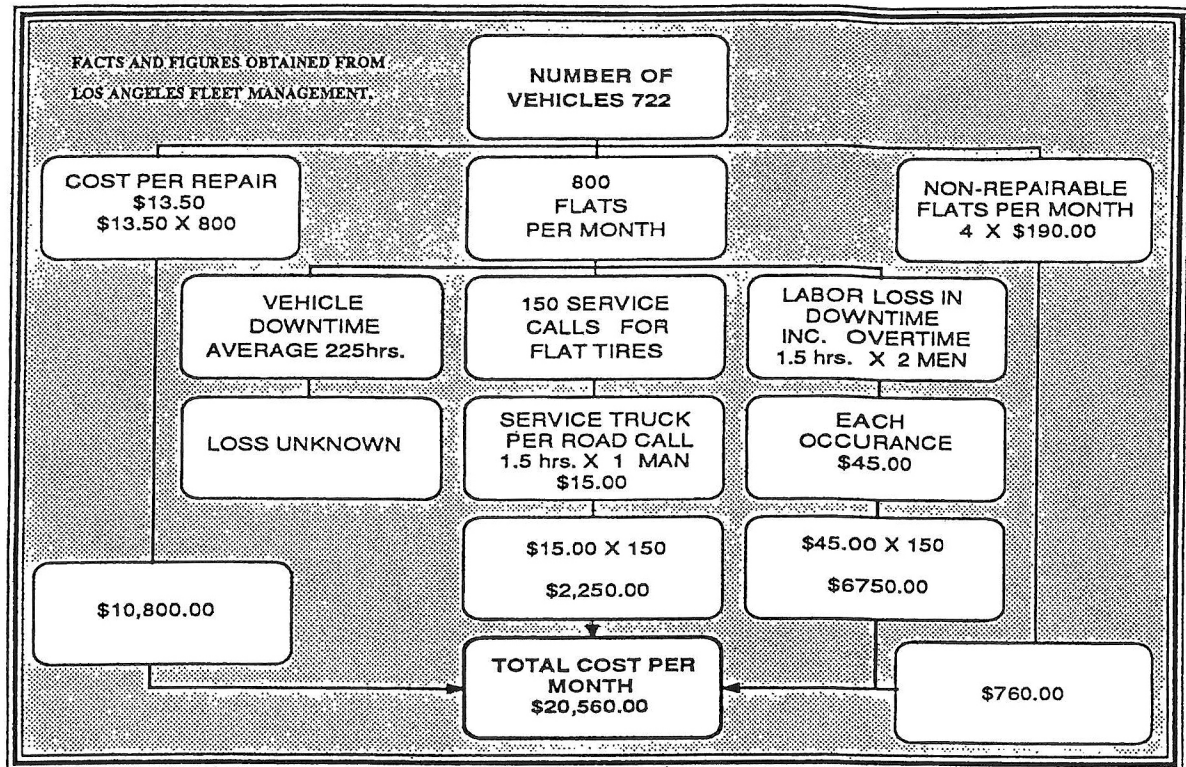 FACTS AND FIGURES OBTAINED FROM
LOS ANGELES FLEET MANAGEMENT.
NUMBER OF
VEHICLES 722
COST PER REPAIR
$13.50
$13.50 X 800
800
FLATS
PER MONTH
NON-REPAIRABLE
FLATS PER MONTH
4 X $190.00
VEHICLE
DOWNTIME
AVERAGE 225hrs.
150 SERVICE
CALLS FOR
FLAT TIRES
LABOR LOSS IN
DOWNTIME
INC. OVERTIME
1.5 hrs. X 2 MEN
LOSS UNKNOWN
SERVICE TRUCK
PER ROAD CALL
1.5 hrs. X 1 MAN
$15.00
EACH
OCCURANCE
$45.00
$15.00 X 150
$2,250.00
$45.00 X 150
$6750.00
$10,800.00
TOTAL COST PER
MONTH
$20,560.00
$760.00